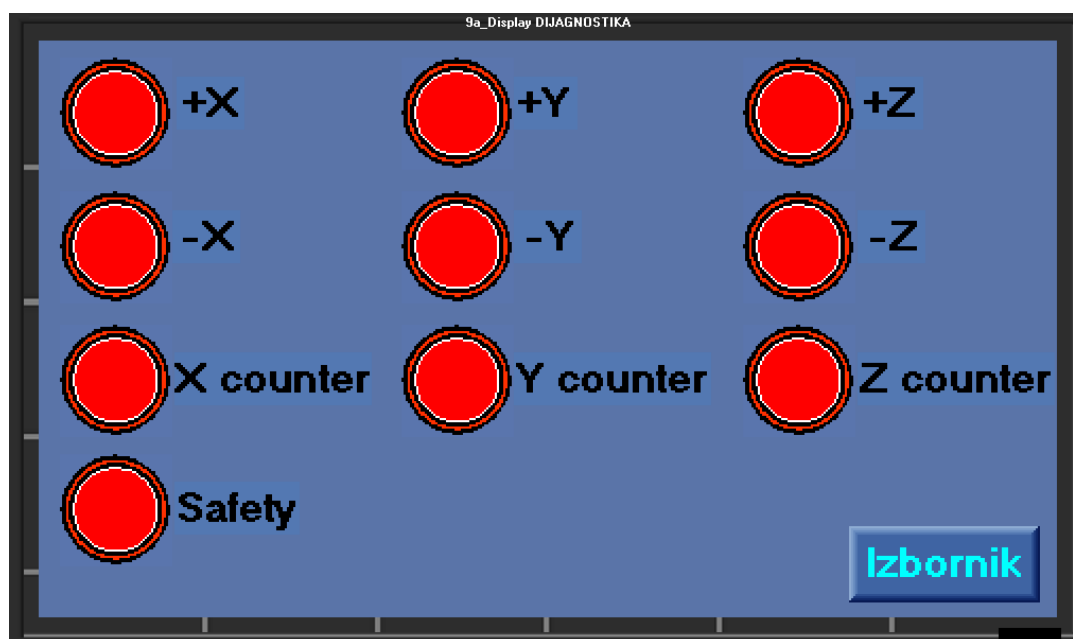 9a_Display DIJAGNOSTIKA
+X +Y +Z
-X -Y -Z
X counter Y counter Z counter
Safety
Izbornik